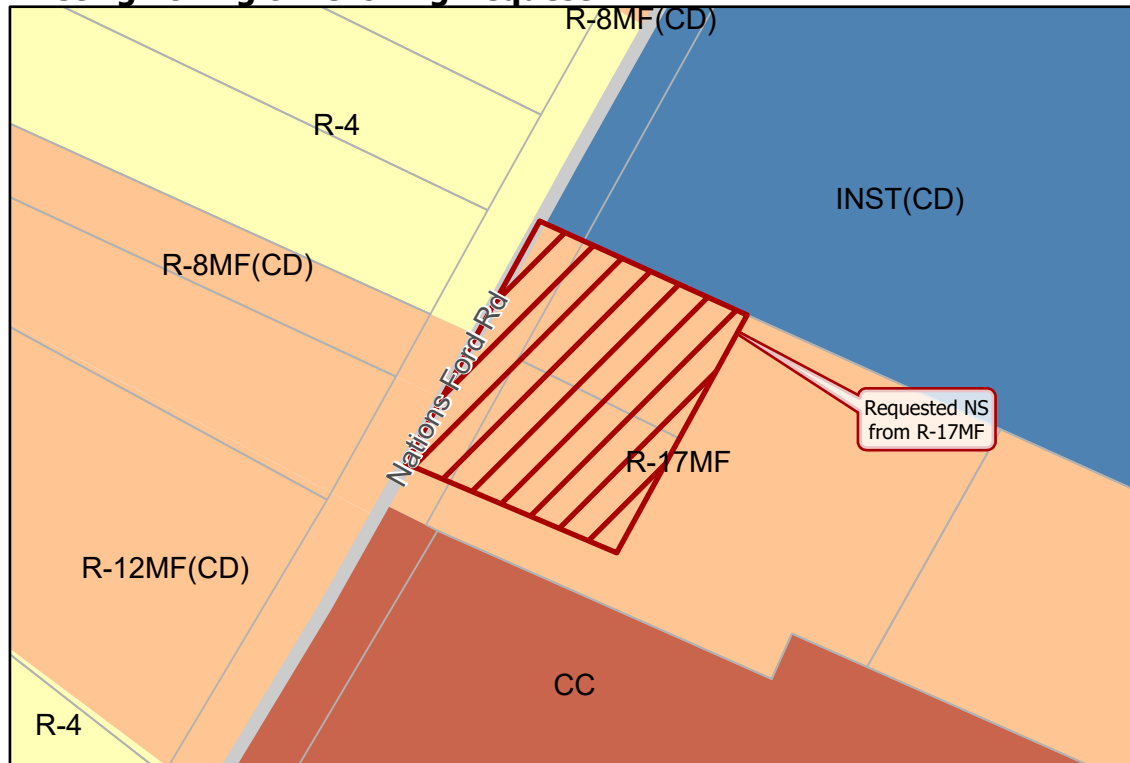 R-8MF(CD)
R-4
INST(CD)
R-8MF(CD)
Nations Ford Rd
Requested NS
from R-17MF
R-17MF
R-12MF(CD)
CC
R-4